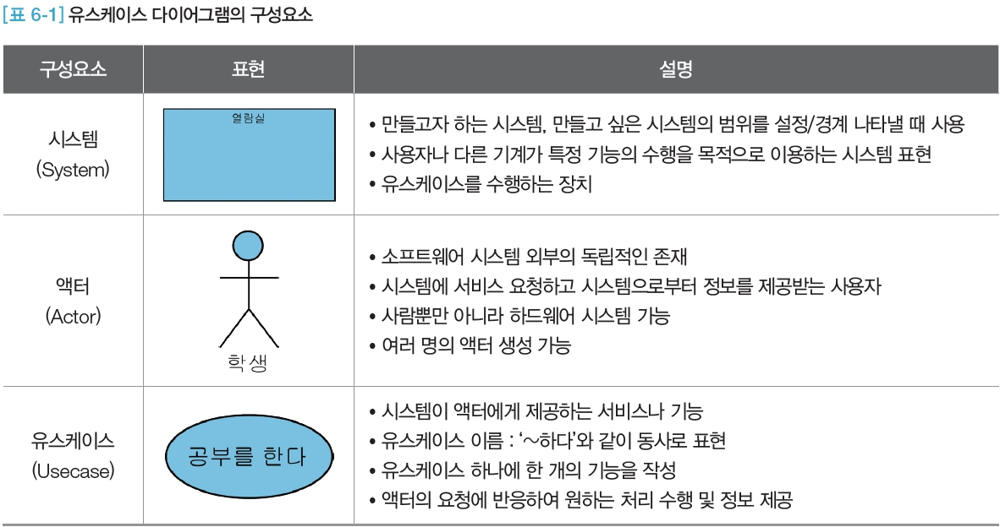 [표 6-1] 유스케이스 다이어그램의 구성요소
구성요소 표현 설명
시스템
(System)
열람실
• 만들고자 하는 시스템, 만들고 싶은 시스템의 범위를 설정/경계 나타낼 때 사용
• 사용자나 다른 기계가 특정 기능의 수행을 목적으로 이용하는 시스템 표현
• 유스케이스를 수행하는 장치
액터
(Actor)
학생
• 소프트웨어 시스템 외부의 독립적인 존재
• 시스템에 서비스 요청하고 시스템으로부터 정보를 제공받는 사용자
• 사람뿐만 아니라 하드웨어 시스템 가능
• 여러 명의 액터 생성 가능
유스케이스
(Usecase)
공부를 한다
• 시스템이 액터에게 제공하는 서비스나 기능
• 유스케이스 이름 : ‘~하다’와 같이 동사로 표현
• 유스케이스 하나에 한 개의 기능을 작성
• 액터의 요청에 반응하여 원하는 처리 수행 및 정보 제공